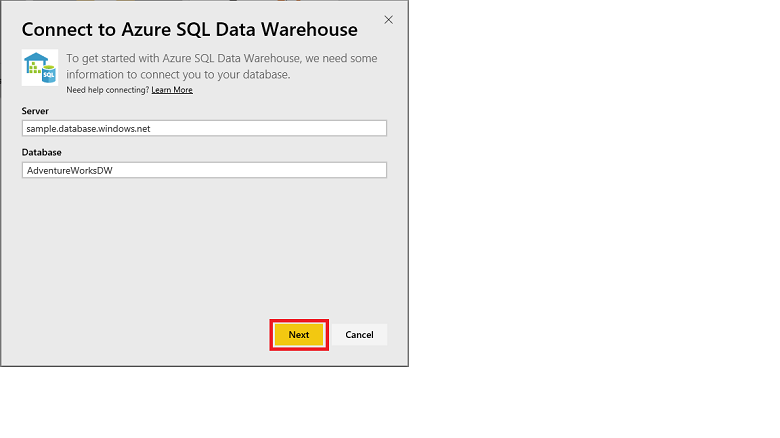 Connect to Azure SQL Data Warehouse
SQL
To get started with Azure SQL Data Warehouse, we need some
information to connect you to your database.
Need help connecting? Learn More
Server
sample.database.windows.net
Database
AdventureWorksDW
Next
Cancel